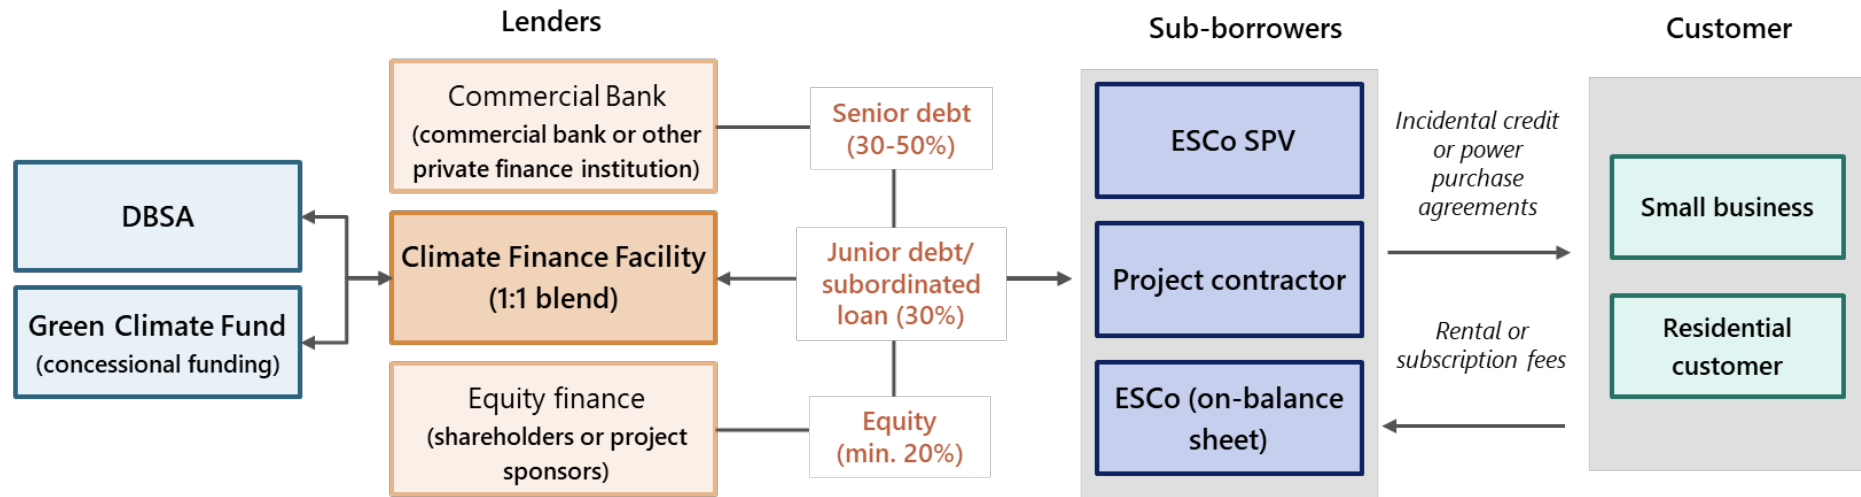 Lenders
Sub-borrowers
Customer
DBSA
Green Climate Fund
(concessional funding)
Commercial Bank
(commercial bank or other
private finance institution)
Climate Finance Facility
(1:1 blend)
Equity finance
(shareholders or project
sponsors)
Senior debt
(30-50%)
Junior debt/
subordinated
loan (30%)
Equity
(min. 20%)
ESCo SPV
Project contractor
ESCo (on-balance
sheet)
Incidental credit
or power
purchase
agreements
Rental or
subscription fees
Small business
Residential
customer